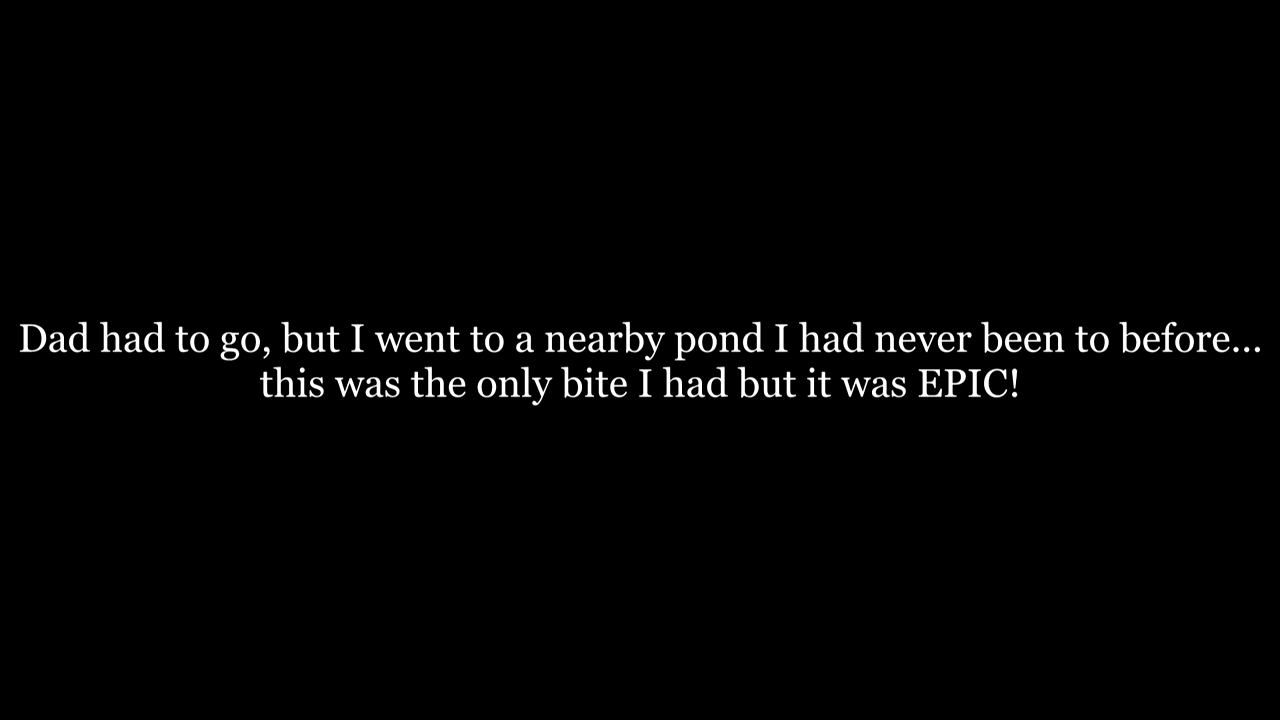 Dad had to go, but I went to a nearby pond I had never been to before...
this was the only bite I had but it was EPIC!